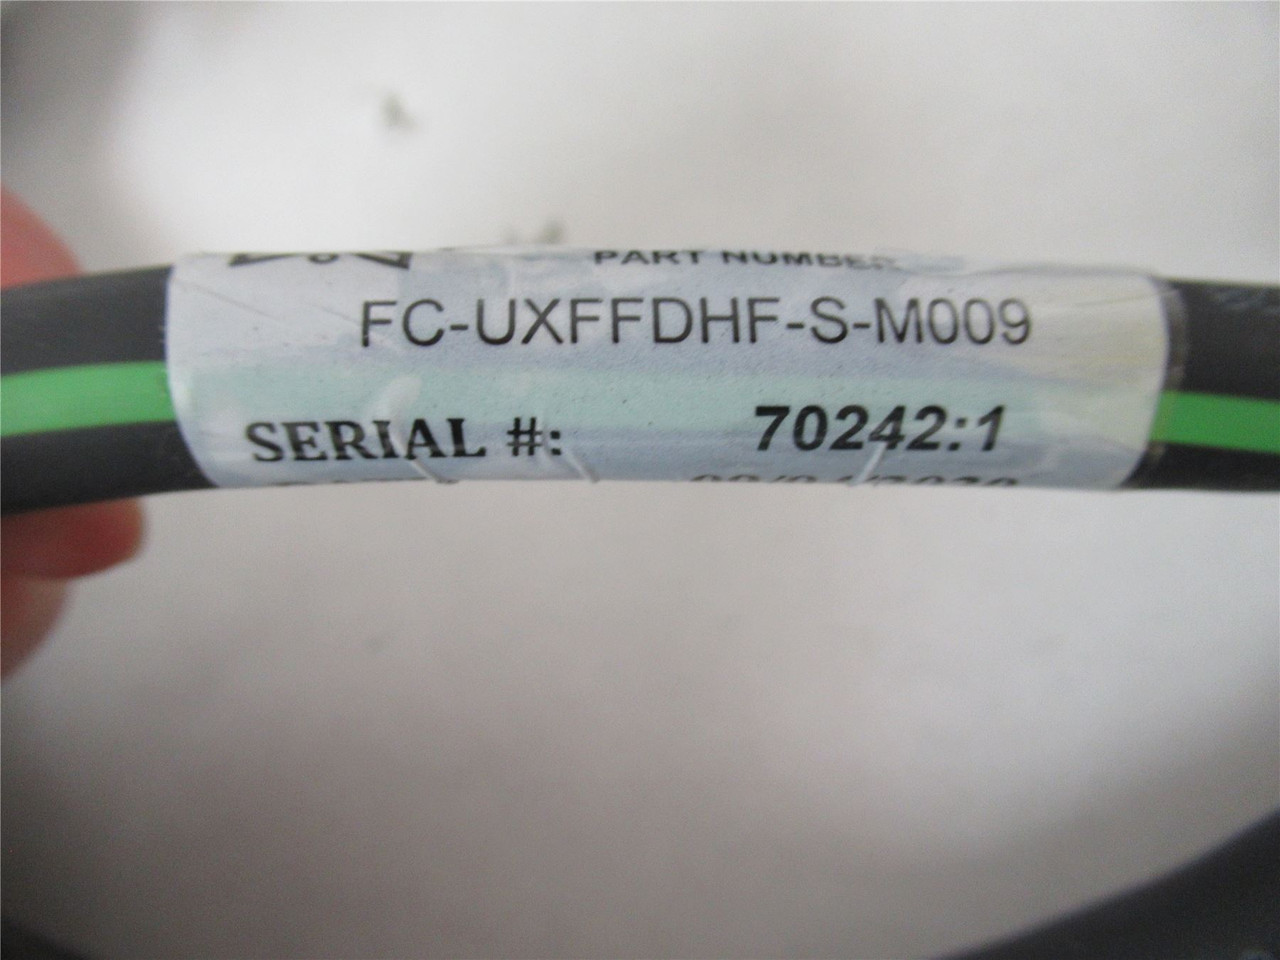 PART NUMBER
FC-UXFFDHF-S-M009
SERIAL #: 70242:1